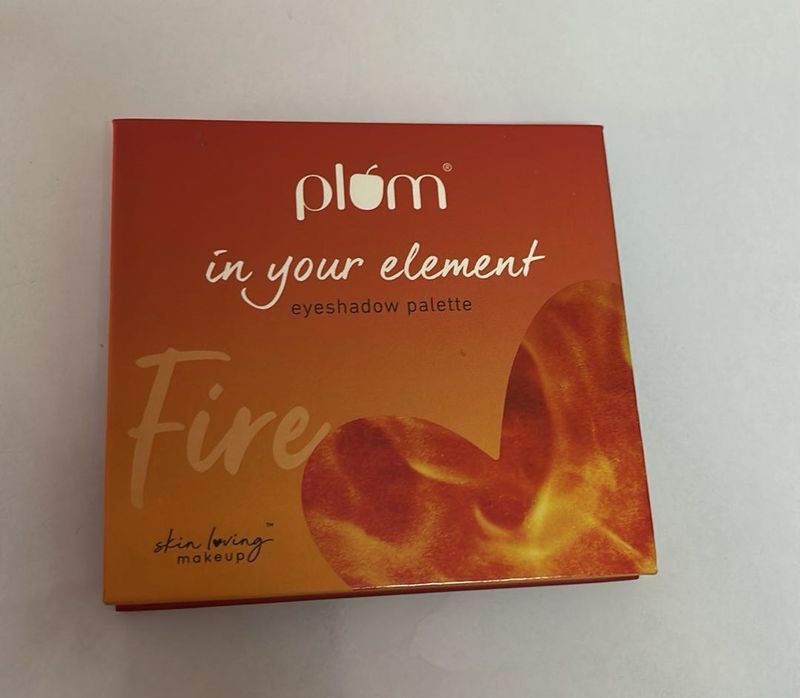 plum®
in your element
eyeshadow palette
Fire
skin loving™
makeup